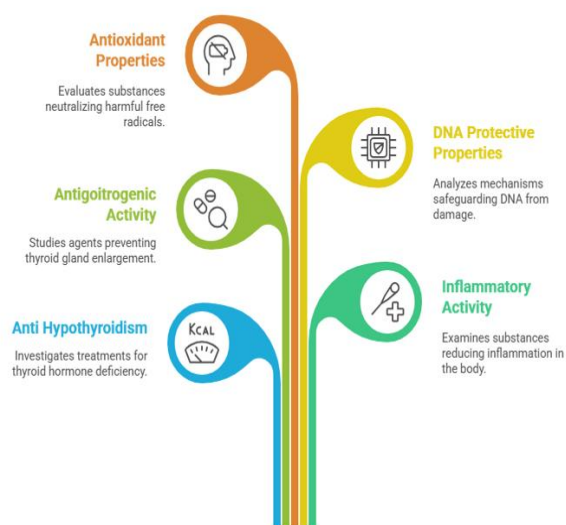 Antioxidant
Properties
Evaluates substances
neutralizing harmful free
radicals.
DNA Protective
Properties
Analyzes mechanisms
safeguarding DNA from
damage.
Antigoitrogenic
Activity
Studies agents preventing
thyroid gland enlargement.
Inflammatory
Activity
Examines substances
reducing inflammation in
the body.
Anti Hypothyroidism
Investigates treatments for
thyroid hormone deficiency.
KCAL